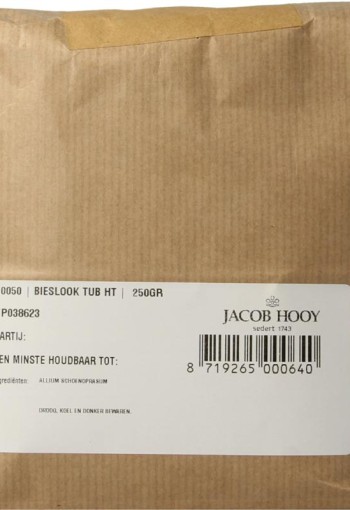 0050 | BIESLOOK TUB HT | 250GR
P038623
ARTIJ:
EN MINSTE HOUDBAAR TOT:
grediënten: ALLIUM SCHOENOPRASUM
DROOG, KOEL EN DONKER BEWAREN.
JACOB HOOY
sedert 1743
8 719265 000640